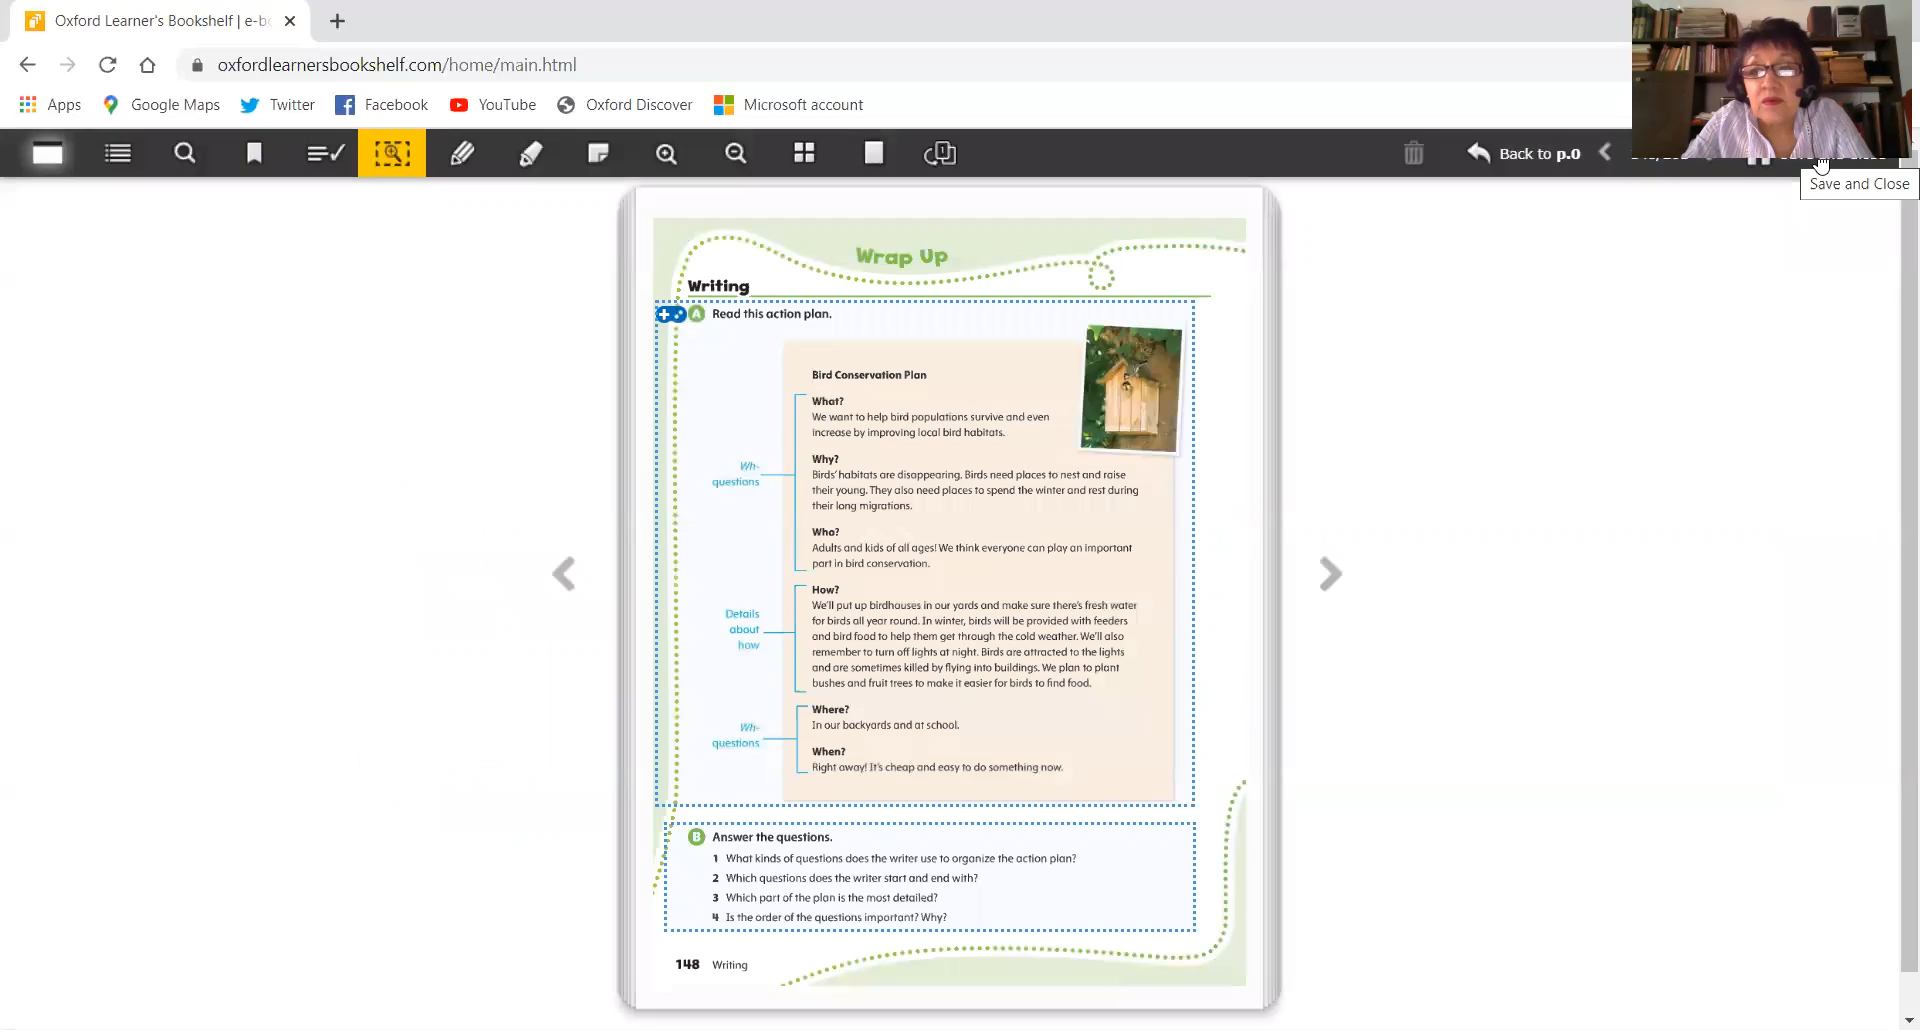 Oxford Learner's Bookshelf | e-b
oxfordlearnersbookshelf.com/home/main.html
Apps
Google Maps
Twitter
Facebook
YouTube
Oxford Discover
Microsoft account
Back to p.0
Save and Close
Wrap Up
Writing
A Read this action plan.
Bird Conservation Plan
What?
We want to help bird populations survive and even
increase by improving local bird habitats.
Wh-
questions
Why?
Birds' habitats are disappearing. Birds need places to nest and raise
their young. They also need places to spend the winter and rest during
their long migrations.
Who?
Adults and kids of all ages! We think everyone can play an important
part in bird conservation.
Details
about
how
How?
We'll put up birdhouses in our yards and make sure there's fresh water
for birds all year round. In winter, birds will be provided with feeders
and bird food to help them get through the cold weather. We'll also
remember to turn off lights at night. Birds are attracted to the lights
and are sometimes killed by flying into buildings. We plan to plant
bushes and fruit trees to make it easier for birds to find food.
Wh-
questions
Where?
In our backyards and at school.
When?
Right away! It's cheap and easy to do something now.
B Answer the questions.
1 What kinds of questions does the writer use to organize the action plan?
2 Which questions does the writer start and end with?
3 Which part of the plan is the most detailed?
4 Is the order of the questions important? Why?
148 Writing